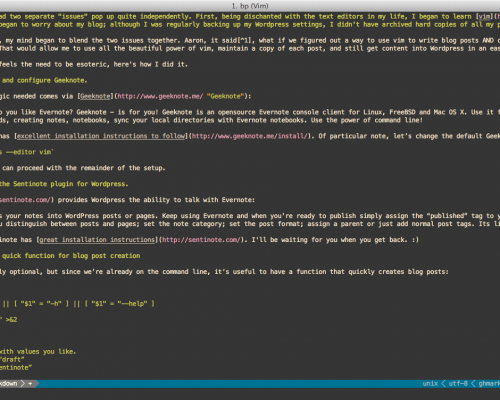 1. bp (Vim)
ad two separate "issues" pop up quite independently. First, being dischanted with the text editors in my life, I began to learn [vim](h
began to worry about my blog; although I was regularly backing up my Wordpress settings, I didn't have archived hard copies of all my p
, my mind began to blend the two issues together. Aaron, it said[^1], what if we figured out a way to use vim to write blog posts AND c
That would allow me to use all the beautiful power of vim, maintain a copy of each post, and still get content into Wordpress in an eas
feels the need to be esoteric, here's how I did it.
and configure Geeknote.
gic needed comes via [Geeknote](http://www.geeknote.me/ "Geeknote"):
o you like Evernote? Geeknote – is for you! Geeknote is an opensource Evernote console client for Linux, FreeBSD and Mac OS X. Use it f
ds, creating notes, notebooks, sync your local directories with Evernote notebooks. Use the power of command line!
has [excellent installation instructions to follow](http://www.geeknote.me/install/). Of particular note, let's change the default Geek
s --editor vim`
can proceed with the remainder of the setup.
the Sentinote plugin for Wordpress.
sentinote.com/) provides Wordpress the ability to talk with Evernote:
s your notes into WordPress posts or pages. Keep using Evernote and when you're ready to publish simply assign the "published" tag to y
u distinguish between posts and pages; set the note category; set the post format; assign a parent or just add normal post tags. Its li
inote has [great installation instructions](http://sentinote.com/). I'll be waiting for you when you get back. :)
quick function for blog post creation
ly optional, but since we're already on the command line, it's useful to have a function that quickly creates blog posts:
|| [ "$1" = "-h" ] || [ "$1" = "--help" ]
" >&2
with values you like.
"draft"
entinote"
kdown > +
unix < utf-8 < ghmark